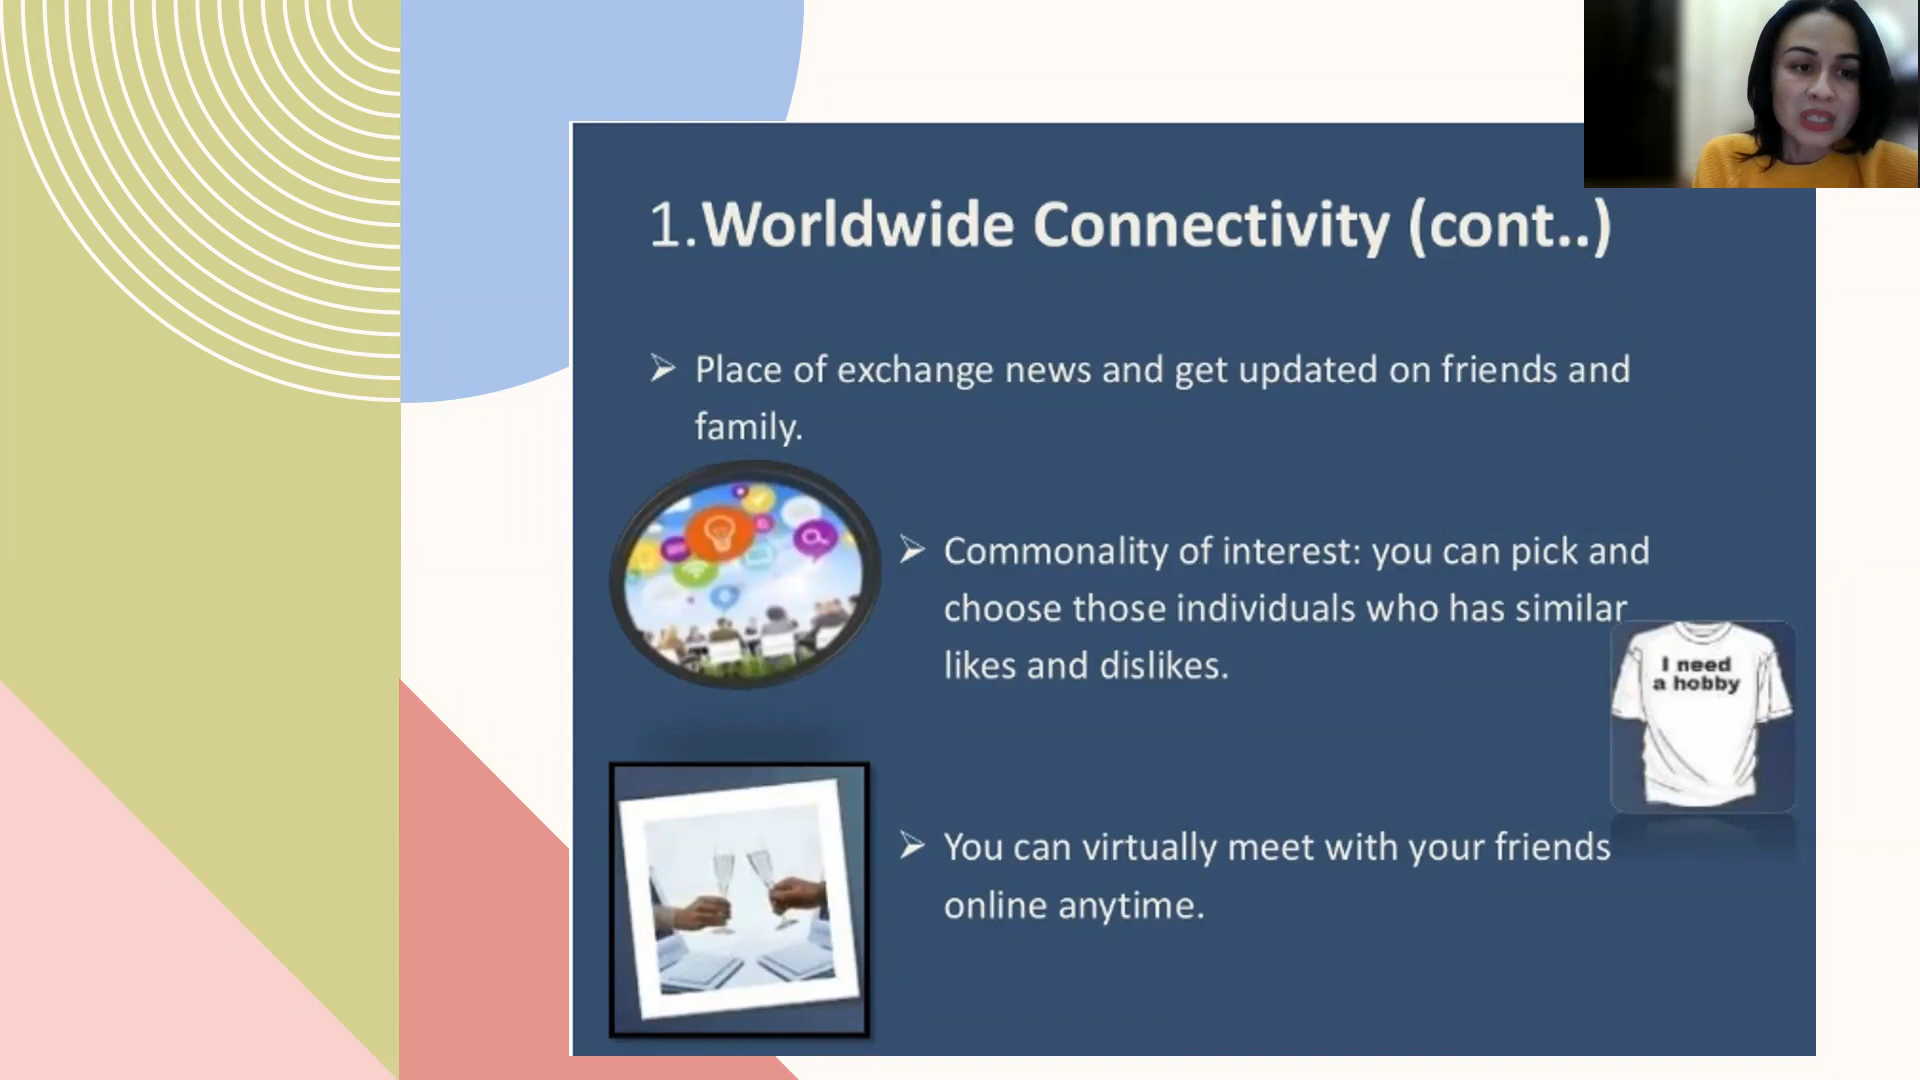 1.Worldwide Connectivity (cont..)
Place of exchange news and get updated on friends and
family.
Commonality of interest: you can pick and
choose those individuals who has similar
likes and dislikes.
I need
a hobby
You can virtually meet with your friends
online anytime.